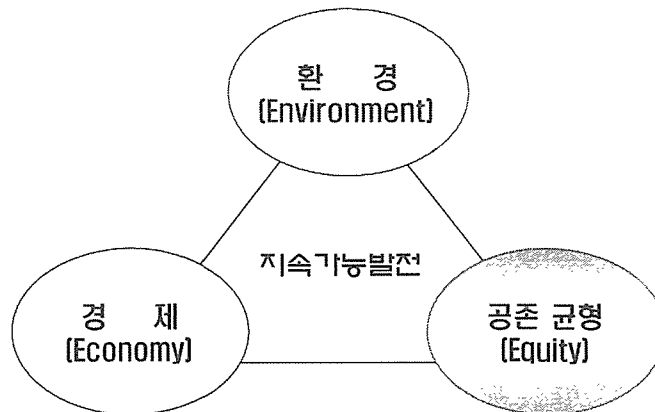 환 경
(Environment)
지속가능발전
경 제
(Economy)
공존 균형
(Equity)